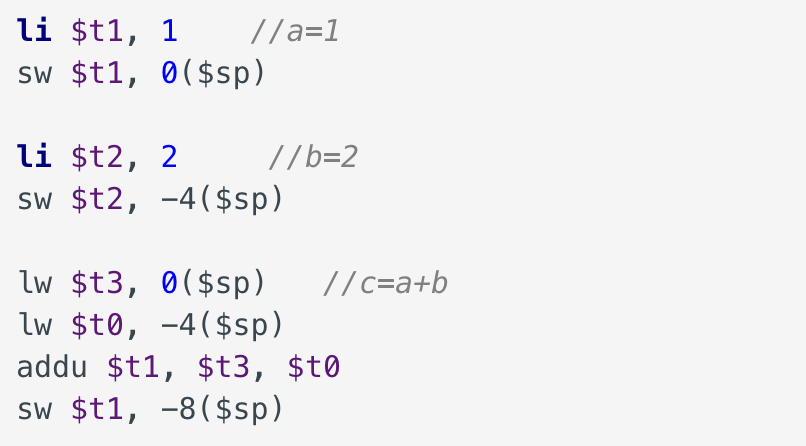 li $t1, 1    //a=1
sw $t1, 0($sp)
li $t2, 2     //b=2
sw $t2, -4($sp)
lw $t3, 0($sp)   //c=a+b
lw $t0, -4($sp)
addu $t1, $t3, $t0
sw $t1, -8($sp)